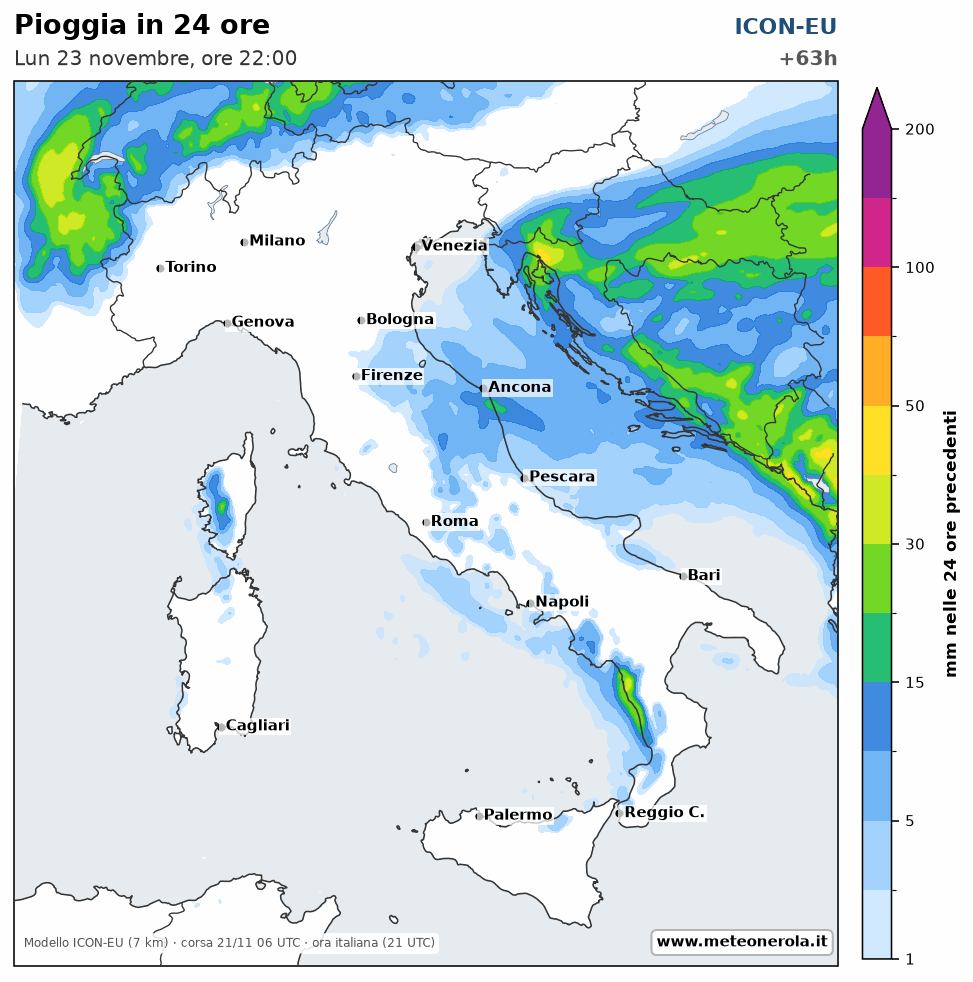 Pioggia in 24 ore
ICON-EU
Lun 23 novembre, ore 22:00
+63h
200
100
50
30
15
5
1
mm nelle 24 ore precedenti
Milano
Venezia
Torino
Genova
Bologna
Firenze
Ancona
Pescara
Roma
Bari
Napoli
Cagliari
Palermo
Reggio C.
Modello ICON-EU (7 km) · corsa 21/11 06 UTC · ora italiana (21 UTC)
www.meteonerola.it